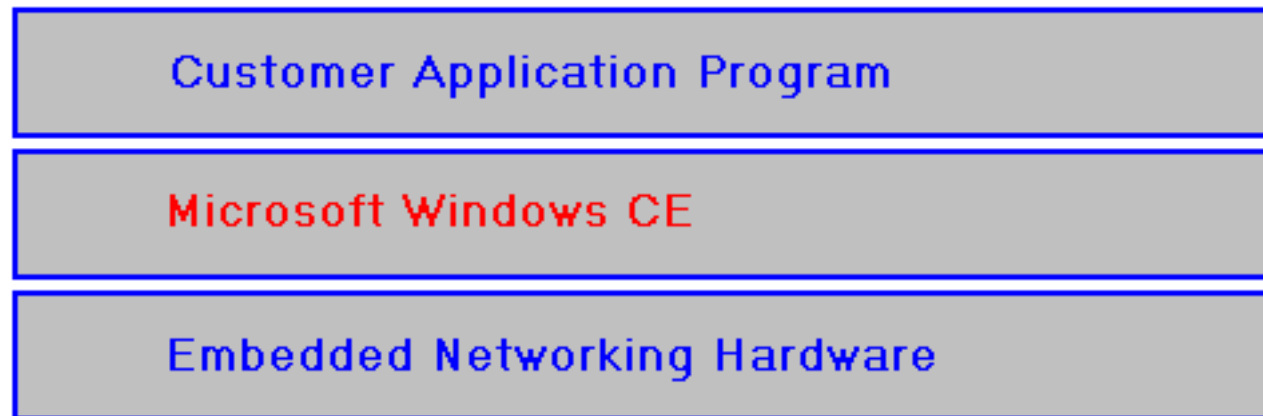 Customer Application Program
Microsoft Windows CE
Embedded Networking Hardware